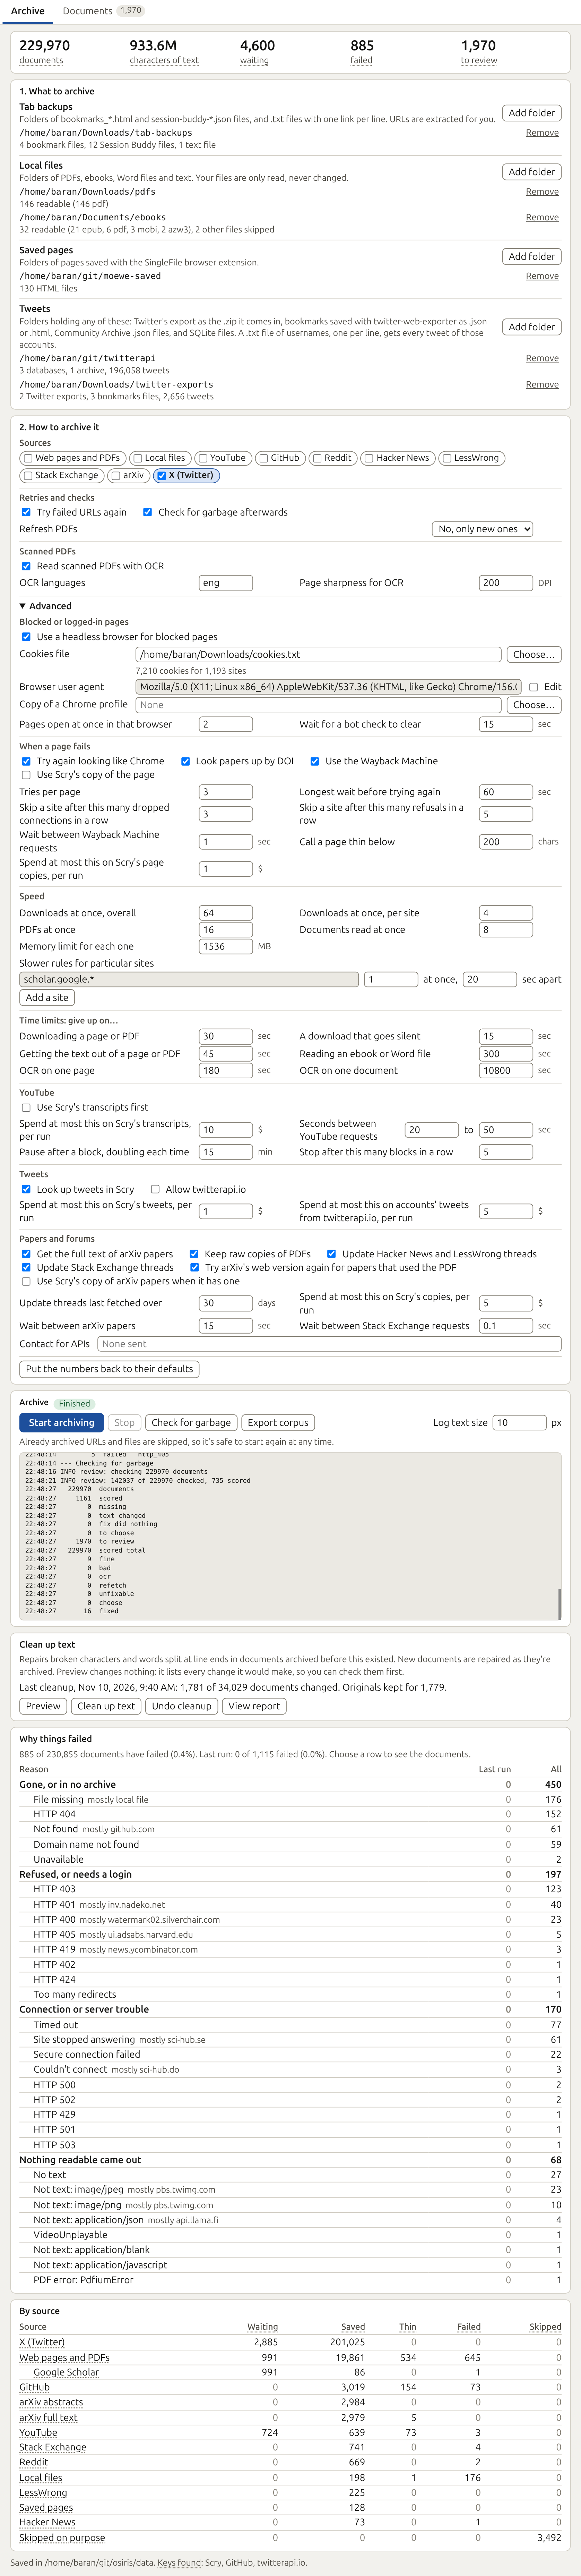 Archive Documents 1,970
229,970 933.6M 4,600 885 1,970
documents characters of text waiting failed to review
1. What to archive
Tab backups
Folders of bookmarks_*.html and session-buddy-*.json files, and .txt files with one link per line. URLs are extracted for you. Add folder
/home/baran/Downloads/tab-backups Remove
4 bookmark files, 12 Session Buddy files, 1 text file
Local files
Folders of PDFs, ebooks, Word files and text. Your files are only read, never changed. Add folder
/home/baran/Downloads/pdfs Remove
146 readable (146 pdf)
/home/baran/Documents/ebooks Remove
32 readable (21 epub, 6 pdf, 3 mobi, 2 azw3), 2 other files skipped
Saved pages
Folders of pages saved with the SingleFile browser extension. Add folder
/home/baran/git/moewe-saved Remove
130 HTML files
Tweets
Folders holding any of these: Twitter's export as the .zip it comes in, bookmarks saved with twitter-web-exporter as .json
or .html, Community Archive .json files, and SQLite files. A .txt file of usernames, one per line, gets every tweet of those Add folder
accounts.
/home/baran/git/twitterapi Remove
3 databases, 1 archive, 196,058 tweets
/home/baran/Downloads/twitter-exports Remove
2 Twitter exports, 3 bookmarks files, 2,656 tweets
2. How to archive it
Sources
Web pages and PDFs Local files YouTube GitHub Reddit Hacker News LessWrong
Stack Exchange arXiv X (Twitter)
Retries and checks
Try failed URLs again Check for garbage afterwards
Refresh PDFs No, only new ones
Scanned PDFs
Read scanned PDFs with OCR
OCR languages eng Page sharpness for OCR 200 DPI
▼ Advanced
Blocked or logged-in pages
Use a headless browser for blocked pages
Cookies file /home/baran/Downloads/cookies.txt Choose…
7,210 cookies for 1,193 sites
Browser user agent Mozilla/5.0 (X11; Linux x86_64) AppleWebKit/537.36 (KHTML, like Gecko) Chrome/156.( Edit
Copy of a Chrome profile None Choose…
Pages open at once in that browser 2 Wait for a bot check to clear 15 sec
When a page fails
Try again looking like Chrome Look papers up by DOI Use the Wayback Machine
Use Scry's copy of the page
Tries per page 3 Longest wait before trying again 60 sec
Skip a site after this many dropped connections in a row 3 Skip a site after this many refusals in a row 5
Wait between Wayback Machine requests 1 sec Call a page thin below 200 chars
Spend at most this on Scry's page copies, per run 1 $
Speed
Downloads at once, overall 64 Downloads at once, per site 4
PDFs at once 16 Documents read at once 8
Memory limit for each one 1536 MB
Slower rules for particular sites
scholar.google.* 1 at once, 20 sec apart
Add a site
Time limits: give up on…
Downloading a page or PDF 30 sec A download that goes silent 15 sec
Getting the text out of a page or PDF 45 sec Reading an ebook or Word file 300 sec
OCR on one page 180 sec OCR on one document 10800 sec
YouTube
Use Scry's transcripts first
Spend at most this on Scry's transcripts, per run 10 $ Seconds between YouTube requests 20 to 50 sec
Pause after a block, doubling each time 15 min Stop after this many blocks in a row 5
Tweets
Look up tweets in Scry Allow twitterapi.io
Spend at most this on Scry's tweets, per run 1 $ Spend at most this on accounts' tweets from twitterapi.io, per run 5 $
Papers and forums
Get the full text of arXiv papers Keep raw copies of PDFs Update Hacker News and LessWrong threads
Update Stack Exchange threads Try arXiv's web version again for papers that used the PDF
Use Scry's copy of arXiv papers when it has one
Update threads last fetched over 30 days Spend at most this on Scry's copies, per run 5 $
Wait between arXiv papers 15 sec Wait between Stack Exchange requests 0.1 sec
Contact for APIs None sent
Put the numbers back to their defaults
Archive Finished
Start archiving Stop Check for garbage Export corpus Log text size 10 px
Already archived URLs and files are skipped, so it's safe to start again at any time.
22:48:14 5 failed http_405
22:48:14 --- Checking for garbage
22:48:16 INFO review: checking 229970 documents
22:48:21 INFO review: 142037 of 229970 checked, 735 scored
22:48:27 229970 documents
22:48:27 1161 scored
22:48:27 0 missing
22:48:27 0 text changed
22:48:27 0 fix did nothing
22:48:27 0 to choose
22:48:27 1970 to review
22:48:27 229970 scored total
22:48:27 9 fine
22:48:27 0 bad
22:48:27 0 ocr
22:48:27 0 refetch
22:48:27 0 unfixable
22:48:27 0 choose
22:48:27 16 fixed
Clean up text
Repairs broken characters and words split at line ends in documents archived before this existed. New documents are repaired as they're
archived. Preview changes nothing: it lists every change it would make, so you can check them first.
Last cleanup, Nov 10, 2026, 9:40 AM: 1,781 of 34,029 documents changed. Originals kept for 1,779.
Preview Clean up text Undo cleanup View report
Why things failed
885 of 230,855 documents have failed (0.4%). Last run: 0 of 1,115 failed (0.0%). Choose a row to see the documents.
Reason Last run All
Gone, or in no archive 0 450
File missing mostly local file 0 176
HTTP 404 0 152
Not found mostly github.com 0 61
Domain name not found 0 59
Unavailable 0 2
Refused, or needs a login 0 197
HTTP 403 0 123
HTTP 401 mostly inv.nadeko.net 0 40
HTTP 400 mostly watermark02.silverchair.com 0 23
HTTP 405 mostly ui.adsabs.harvard.edu 0 5
HTTP 419 mostly news.ycombinator.com 0 3
HTTP 402 0 1
HTTP 424 0 1
Too many redirects 0 1
Connection or server trouble 0 170
Timed out 0 77
Site stopped answering mostly sci-hub.se 0 61
Secure connection failed 0 22
Couldn't connect mostly sci-hub.do 0 3
HTTP 500 0 2
HTTP 502 0 2
HTTP 429 0 1
HTTP 501 0 1
HTTP 503 0 1
Nothing readable came out 0 68
No text 0 27
Not text: image/jpeg mostly pbs.twimg.com 0 23
Not text: image/png mostly pbs.twimg.com 0 10
Not text: application/json mostly api.llama.fi 0 4
VideoUnplayable 0 1
Not text: application/blank 0 1
Not text: application/javascript 0 1
PDF error: PdfiumError 0 1
By source
Source Waiting Saved Thin Failed Skipped
X (Twitter) 2,885 201,025 0 0 0
Web pages and PDFs 991 19,861 534 645 0
Google Scholar 991 86 0 1 0
GitHub 0 3,019 154 73 0
arXiv abstracts 0 2,984 0 0 0
arXiv full text 0 2,979 5 0 0
YouTube 724 639 73 3 0
Stack Exchange 0 741 0 4 0
Reddit 0 669 0 2 0
Local files 0 198 1 176 0
LessWrong 0 225 0 0 0
Saved pages 0 128 0 0 0
Hacker News 0 73 0 1 0
Skipped on purpose 0 0 0 0 3,492
Saved in /home/baran/git/osiris/data. Keys found: Scry, GitHub, twitterapi.io.